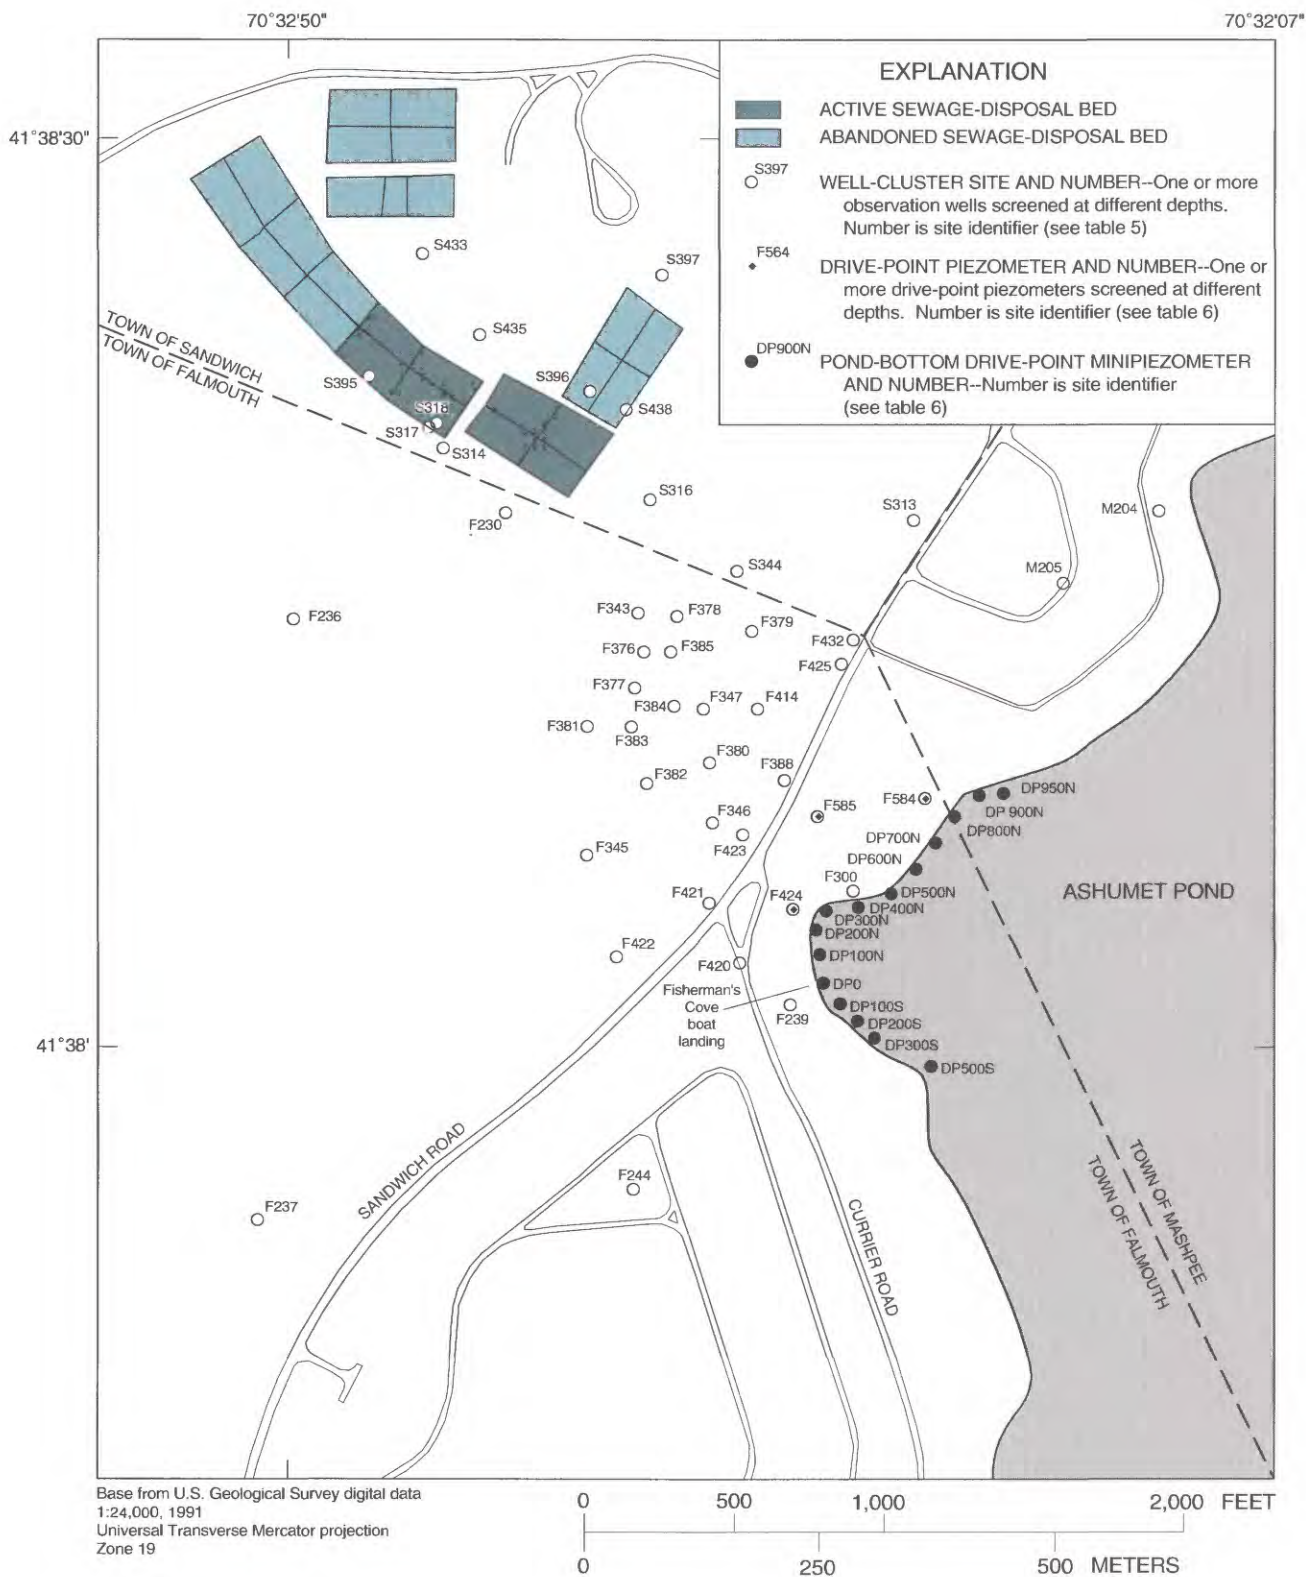 70°32'50"
70°32'07"
41°38'30"
EXPLANATION
ACTIVE SEWAGE-DISPOSAL BED
ABANDONED SEWAGE-DISPOSAL BED
S397
WELL-CLUSTER SITE AND NUMBER--One or more
observation wells screened at different depths.
Number is site identifier (see table 5)
F564
DRIVE-POINT PIEZOMETER AND NUMBER--One or
more drive-point piezometers screened at different
depths. Number is site identifier (see table 6)
DP900N
POND-BOTTOM DRIVE-POINT MINIPIEZOMETER
AND NUMBER--Number is site identifier
(see table 6)
S433
S397
TOWN OF SANDWICH
TOWN OF FALMOUTH
S435
S395
S396
S438
S318
S317
S314
S316
F230
S313
M204
S344
M205
F236
F343
F378
F379
F432
F376
F385
F425
F377
F384
F347
F414
F381
F383
F380
F388
F382
F584
DP950N
DP 900N
F585
DP800N
F346
F423
DP700N
F345
DP600N
F300
DP500N
ASHUMET POND
F421
F424
DP400N
DP300N
DP200N
F422
F420
DP100N
DP0
Fisherman's
Cove
boat
landing
F239
DP100S
DP200S
DP300S
41°38'
DP500S
SANDWICH ROAD
F244
F237
CURRIER ROAD
TOWN OF MASHPEE
TOWN OF FALMOUTH
Base from U.S. Geological Survey digital data
1:24,000, 1991
Universal Transverse Mercator projection
Zone 19
0 500 1,000 2,000 FEET
0 250 500 METERS